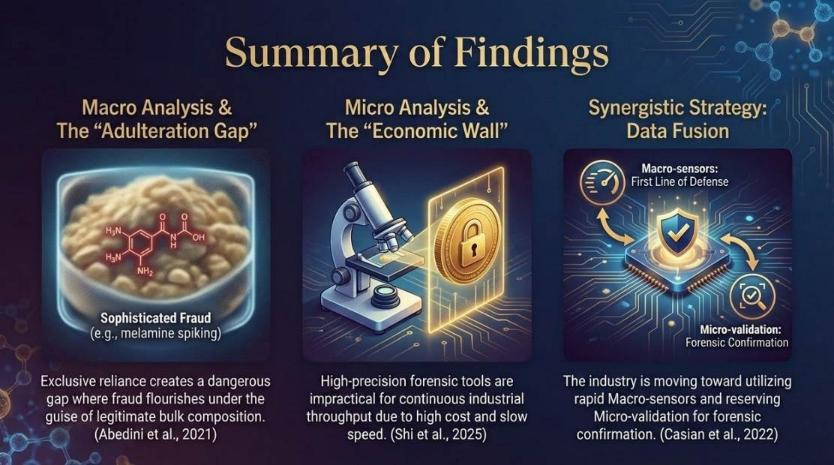 Summary of Findings
Macro Analysis &
The "Adulteration Gap"
H₂N
O
O
N
H
OH
H₂N
NH₂
Sophisticated Fraud
(e.g., melamine spiking)
Exclusive reliance creates a dangerous
gap where fraud flourishes under the
guise of legitimate bulk composition.
(Abedini et al., 2021)
Micro Analysis &
The "Economic Wall"
High-precision forensic tools are
impractical for continuous industrial
throughput due to high cost and slow
speed. (Shi et al., 2025)
Synergistic Strategy:
Data Fusion
Macro-sensors:
First Line of Defense
Micro-validation:
Forensic Confirmation
The industry is moving toward utilizing
rapid Macro-sensors and reserving
Micro-validation for forensic
confirmation. (Casian et al., 2022)